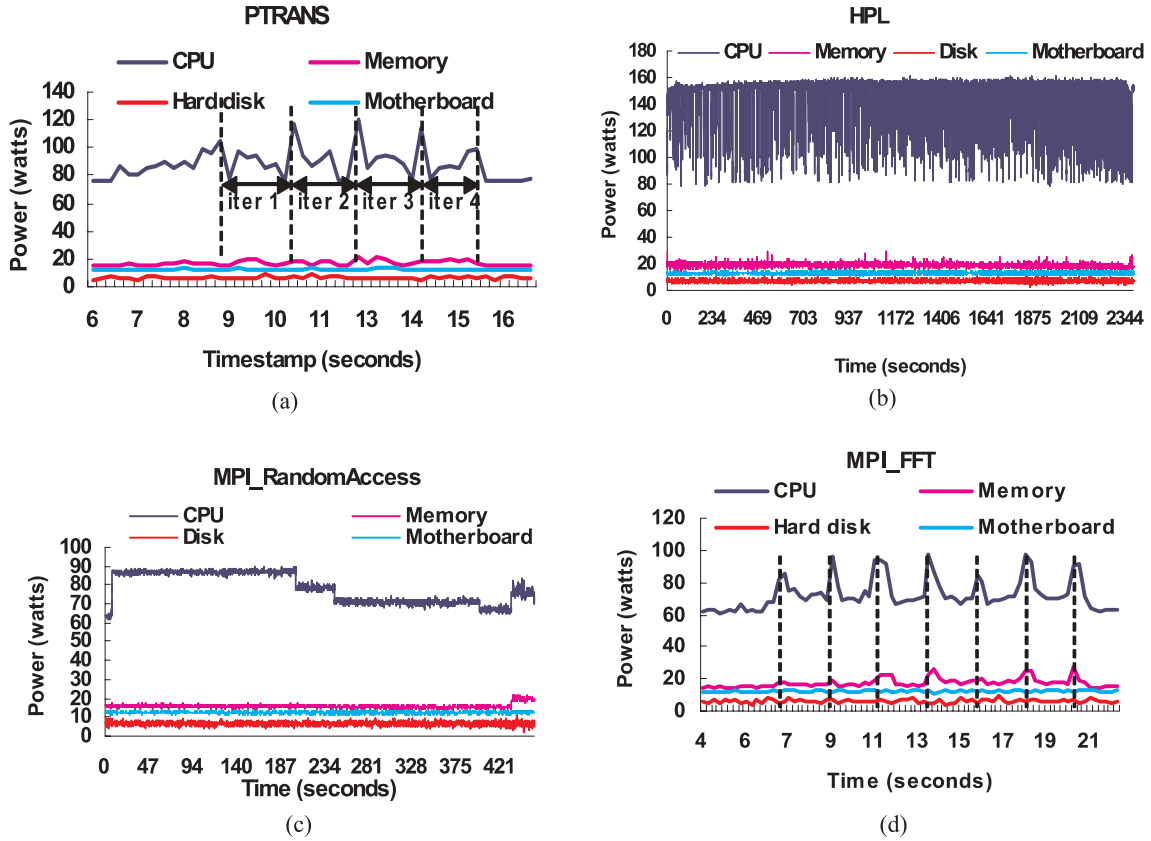 PTRANS
CPU
Memory
Hard disk
Motherboard
Power (watts)
140
120
100
80
60
40
20
0
iter 1
iter 2
iter 3
iter 4
6 7 8 9 10 11 13 14 15 16
Timestamp (seconds)
(a)
HPL
CPU Memory Disk Motherboard
Power (watts)
180
160
140
120
100
80
60
40
20
0
0 234 469 703 937 1172 1406 1641 1875 2109 2344
Time (seconds)
(b)
MPI_RandomAccess
CPU
Memory
Disk
Motherboard
Power (watts)
100
90
80
70
60
50
40
30
20
10
0
0 47 94 140 187 234 281 328 375 421
Time (seconds)
(c)
MPI_FFT
CPU
Memory
Hard disk
Motherboard
Power (watts)
120
100
80
60
40
20
0
4 6 7 9 11 13 15 17 19 21
Time (seconds)
(d)